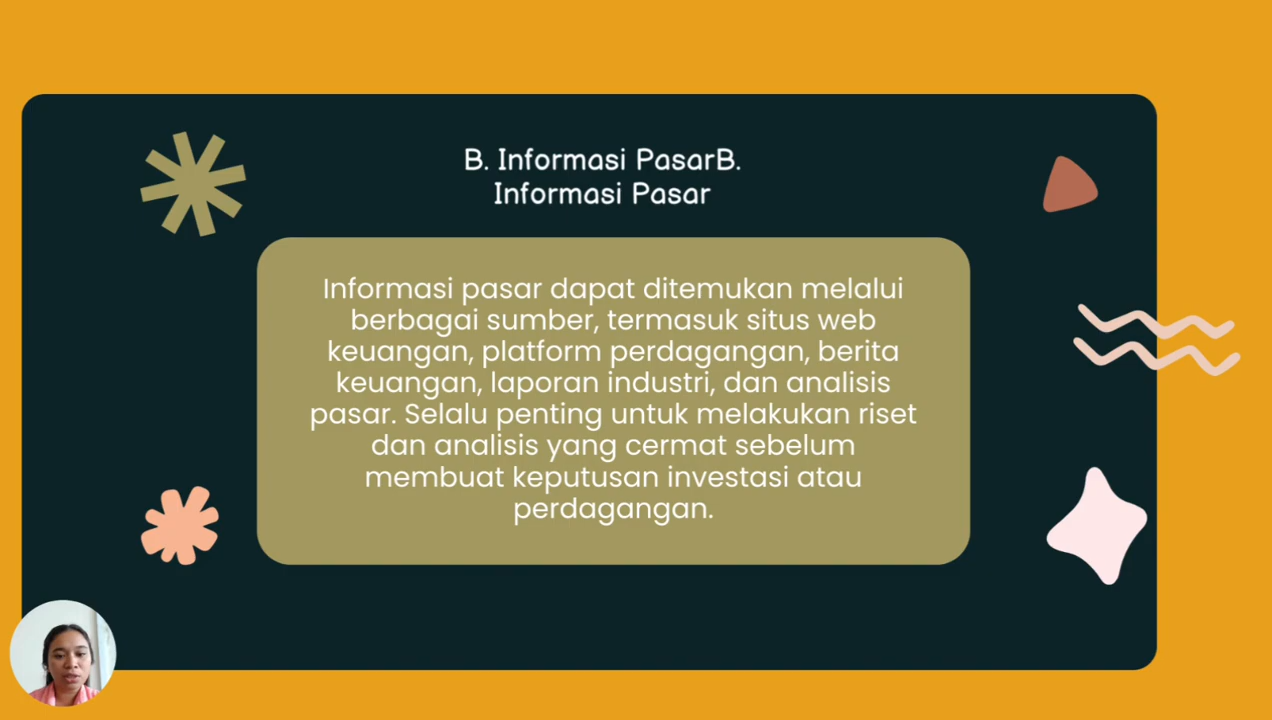 B. Informasi PasarB.
Informasi Pasar
Informasi pasar dapat ditemukan melalui
berbagai sumber, termasuk situs web
keuangan, platform perdagangan, berita
keuangan, laporan industri, dan analisis
pasar. Selalu penting untuk melakukan riset
dan analisis yang cermat sebelum
membuat keputusan investasi atau
perdagangan.